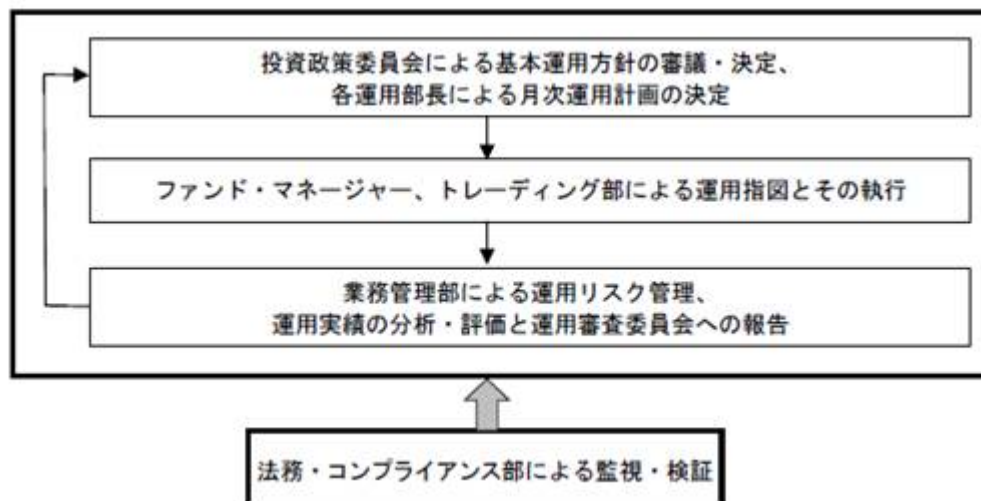 投資政策委員会による基本運用方針の審議・決定、
各運用部長による月次運用計画の決定
ファンド・マネージャー、トレーディング部による運用指図とその執行
業務管理部による運用リスク管理、
運用実績の分析・評価と運用審査委員会への報告
法務・コンプライアンス部による監視・検証